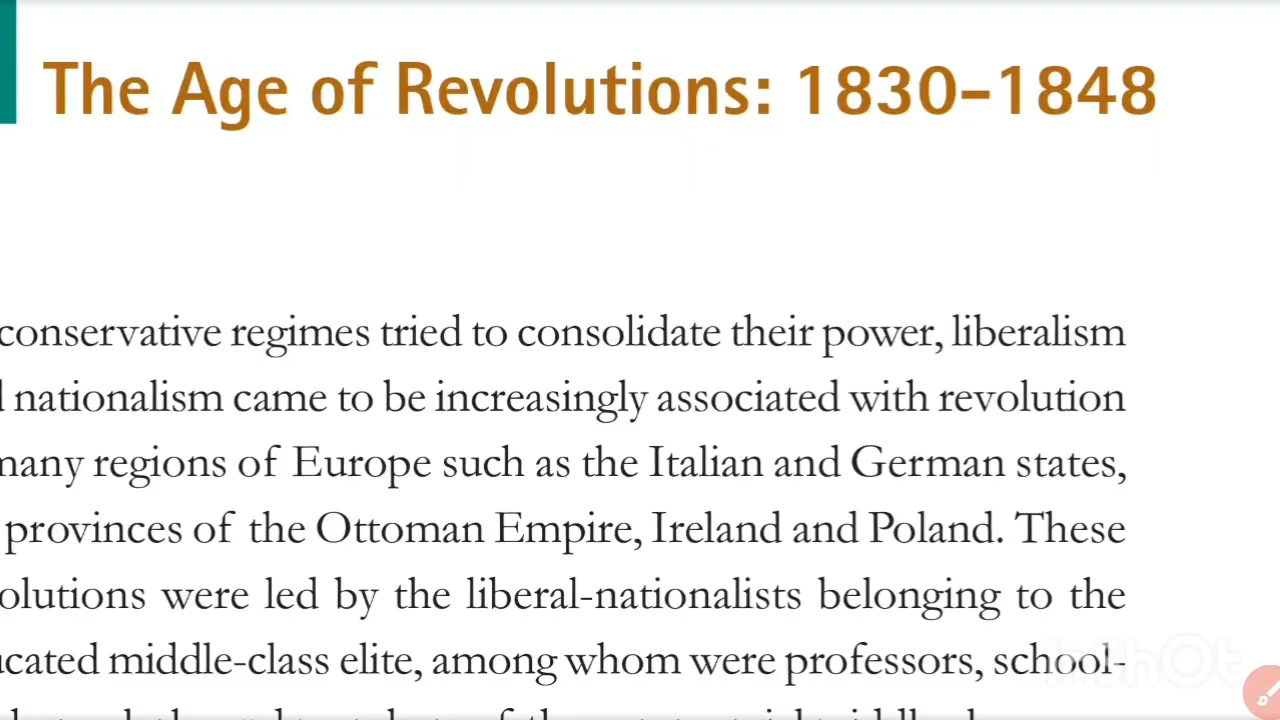 The Age of Revolutions: 1830–1848
conservative regimes tried to consolidate their power, liberalism
nationalism came to be increasingly associated with revolution
many regions of Europe such as the Italian and German states,
provinces of the Ottoman Empire, Ireland and Poland. These
olutions were led by the liberal-nationalists belonging to the
ucated middle-class elite, among whom were professors, school-
InShOt